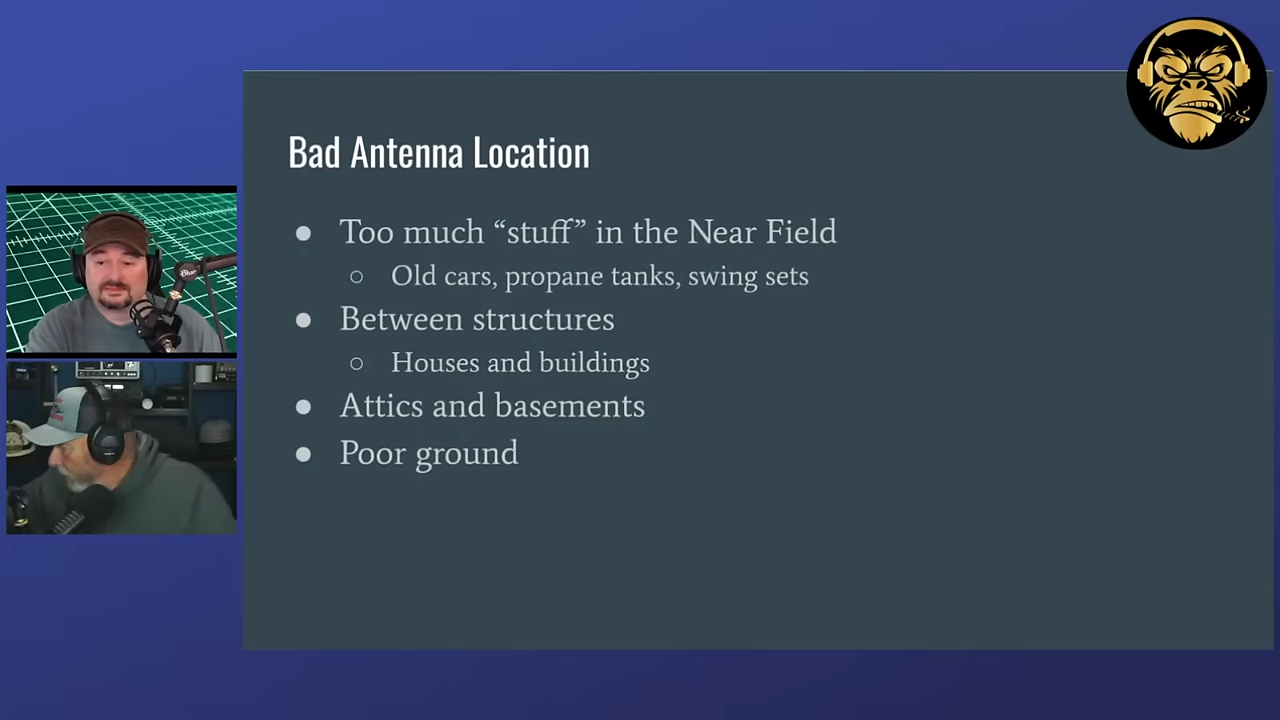 Bad Antenna Location
● Too much “stuff” in the Near Field
○ Old cars, propane tanks, swing sets
● Between structures
○ Houses and buildings
● Attics and basements
● Poor ground
Blue